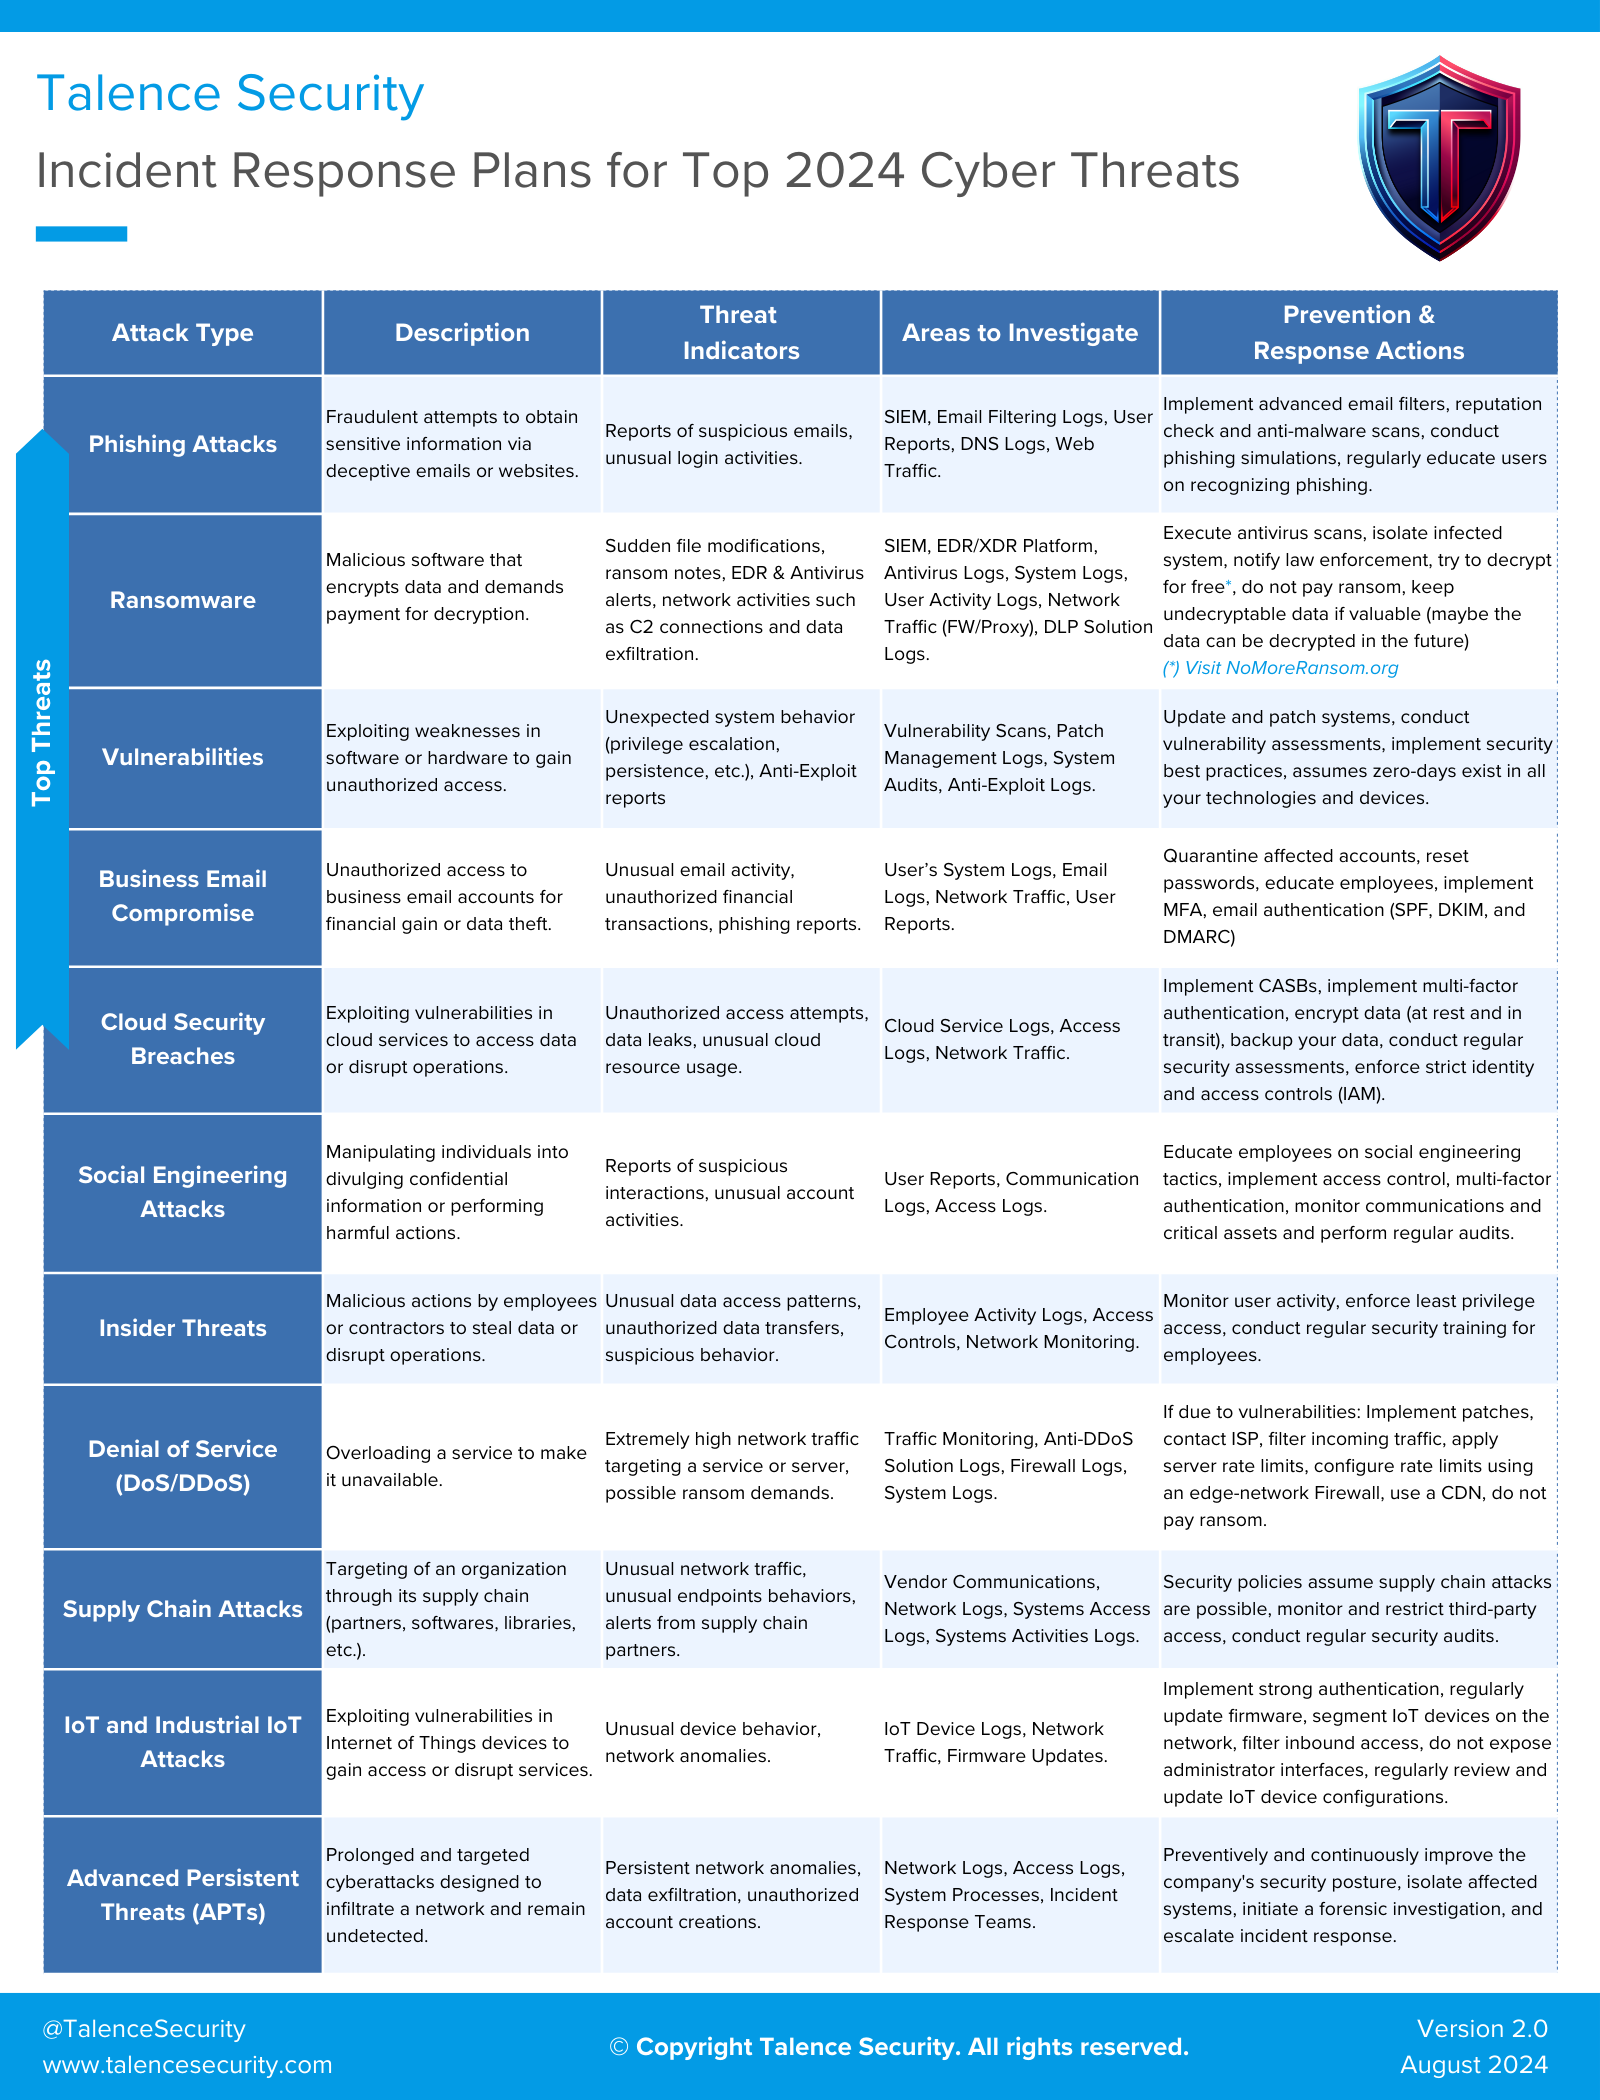 Talence Security
Incident Response Plans for Top 2024 Cyber Threats
Attack Type
Description
Threat
Indicators
Areas to Investigate
Prevention &
Response Actions
Top Threats
Phishing Attacks
Fraudulent attempts to obtain
sensitive information via
deceptive emails or websites.
Reports of suspicious emails,
unusual login activities.
SIEM, Email Filtering Logs, User
Reports, DNS Logs, Web
Traffic.
Implement advanced email filters, reputation
check and anti-malware scans, conduct
phishing simulations, regularly educate users
on recognizing phishing.
Ransomware
Malicious software that
encrypts data and demands
payment for decryption.
Sudden file modifications,
ransom notes, EDR & Antivirus
alerts, network activities such
as C2 connections and data
exfiltration.
SIEM, EDR/XDR Platform,
Antivirus Logs, System Logs,
User Activity Logs, Network
Traffic (FW/Proxy), DLP Solution
Logs.
Execute antivirus scans, isolate infected
system, notify law enforcement, try to decrypt
for free*, do not pay ransom, keep
undecryptable data if valuable (maybe the
data can be decrypted in the future)
(*) Visit NoMoreRansom.org
Vulnerabilities
Exploiting weaknesses in
software or hardware to gain
unauthorized access.
Unexpected system behavior
(privilege escalation,
persistence, etc.), Anti-Exploit
reports
Vulnerability Scans, Patch
Management Logs, System
Audits, Anti-Exploit Logs.
Update and patch systems, conduct
vulnerability assessments, implement security
best practices, assumes zero-days exist in all
your technologies and devices.
Business Email
Compromise
Unauthorized access to
business email accounts for
financial gain or data theft.
Unusual email activity,
unauthorized financial
transactions, phishing reports.
User's System Logs, Email
Logs, Network Traffic, User
Reports.
Quarantine affected accounts, reset
passwords, educate employees, implement
MFA, email authentication (SPF, DKIM, and
DMARC)
Cloud Security
Breaches
Exploiting vulnerabilities in
cloud services to access data
or disrupt operations.
Unauthorized access attempts,
data leaks, unusual cloud
resource usage.
Cloud Service Logs, Access
Logs, Network Traffic.
Implement CASBs, implement multi-factor
authentication, encrypt data (at rest and in
transit), backup your data, conduct regular
security assessments, enforce strict identity
and access controls (IAM).
Social Engineering
Attacks
Manipulating individuals into
divulging confidential
information or performing
harmful actions.
Reports of suspicious
interactions, unusual account
activities.
User Reports, Communication
Logs, Access Logs.
Educate employees on social engineering
tactics, implement access control, multi-factor
authentication, monitor communications and
critical assets and perform regular audits.
Insider Threats
Malicious actions by employees
or contractors to steal data or
disrupt operations.
Unusual data access patterns,
unauthorized data transfers,
suspicious behavior.
Employee Activity Logs, Access
Controls, Network Monitoring.
Monitor user activity, enforce least privilege
access, conduct regular security training for
employees.
Denial of Service
(DoS/DDoS)
Overloading a service to make
it unavailable.
Extremely high network traffic
targeting a service or server,
possible ransom demands.
Traffic Monitoring, Anti-DDoS
Solution Logs, Firewall Logs,
System Logs.
If due to vulnerabilities: Implement patches,
contact ISP, filter incoming traffic, apply
server rate limits, configure rate limits using
an edge-network Firewall, use a CDN, do not
pay ransom.
Supply Chain Attacks
Targeting of an organization
through its supply chain
(partners, softwares, libraries,
etc.).
Unusual network traffic,
unusual endpoints behaviors,
alerts from supply chain
partners.
Vendor Communications,
Network Logs, Systems Access
Logs, Systems Activities Logs.
Security policies assume supply chain attacks
are possible, monitor and restrict third-party
access, conduct regular security audits.
IoT and Industrial IoT
Attacks
Exploiting vulnerabilities in
Internet of Things devices to
gain access or disrupt services.
Unusual device behavior,
network anomalies.
IoT Device Logs, Network
Traffic, Firmware Updates.
Implement strong authentication, regularly
update firmware, segment IoT devices on the
network, filter inbound access, do not expose
administrator interfaces, regularly review and
update IoT device configurations.
Advanced Persistent
Threats (APTs)
Prolonged and targeted
cyberattacks designed to
infiltrate a network and remain
undetected.
Persistent network anomalies,
data exfiltration, unauthorized
account creations.
Network Logs, Access Logs,
System Processes, Incident
Response Teams.
Preventively and continuously improve the
company's security posture, isolate affected
systems, initiate a forensic investigation, and
escalate incident response.
@TalenceSecurity
www.talencesecurity.com
© Copyright Talence Security. All rights reserved.
Version 2.0
August 2024